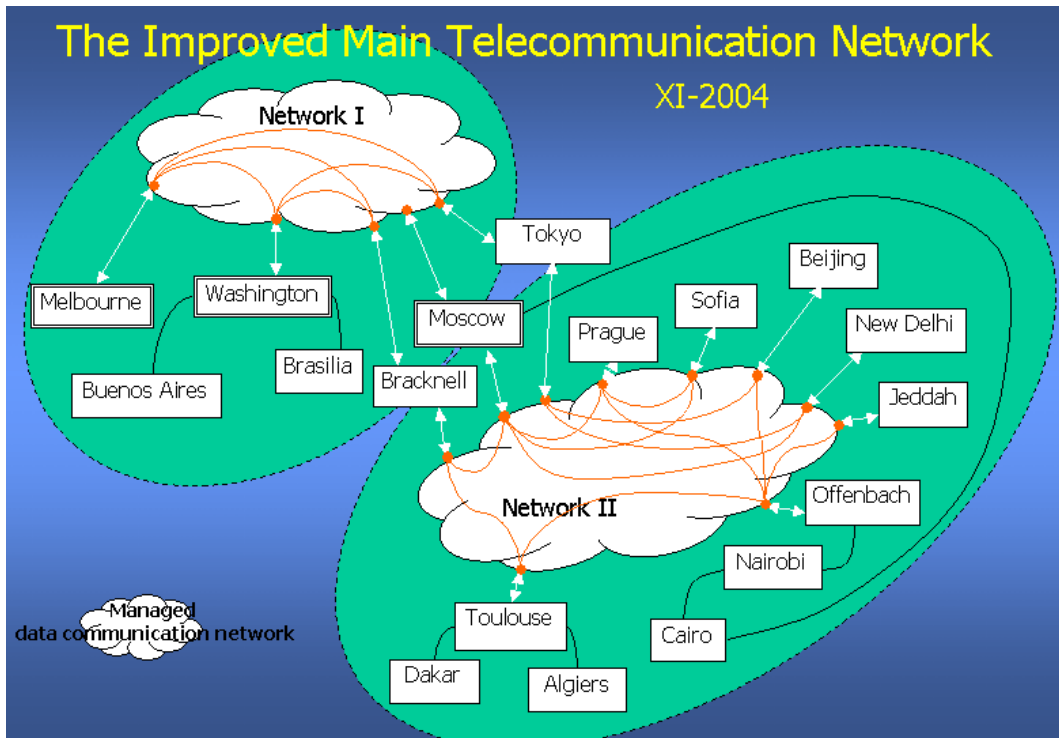 The Improved Main Telecommunication Network
XI-2004
Network I
Tokyo
Beijing
Melbourne
Washington
Moscow
Sofia
New Delhi
Prague
Brasilia
Buenos Aires
Bracknell
Jeddah
Network II
Offenbach
Nairobi
Managed
data communication network
Toulouse
Cairo
Dakar
Algiers